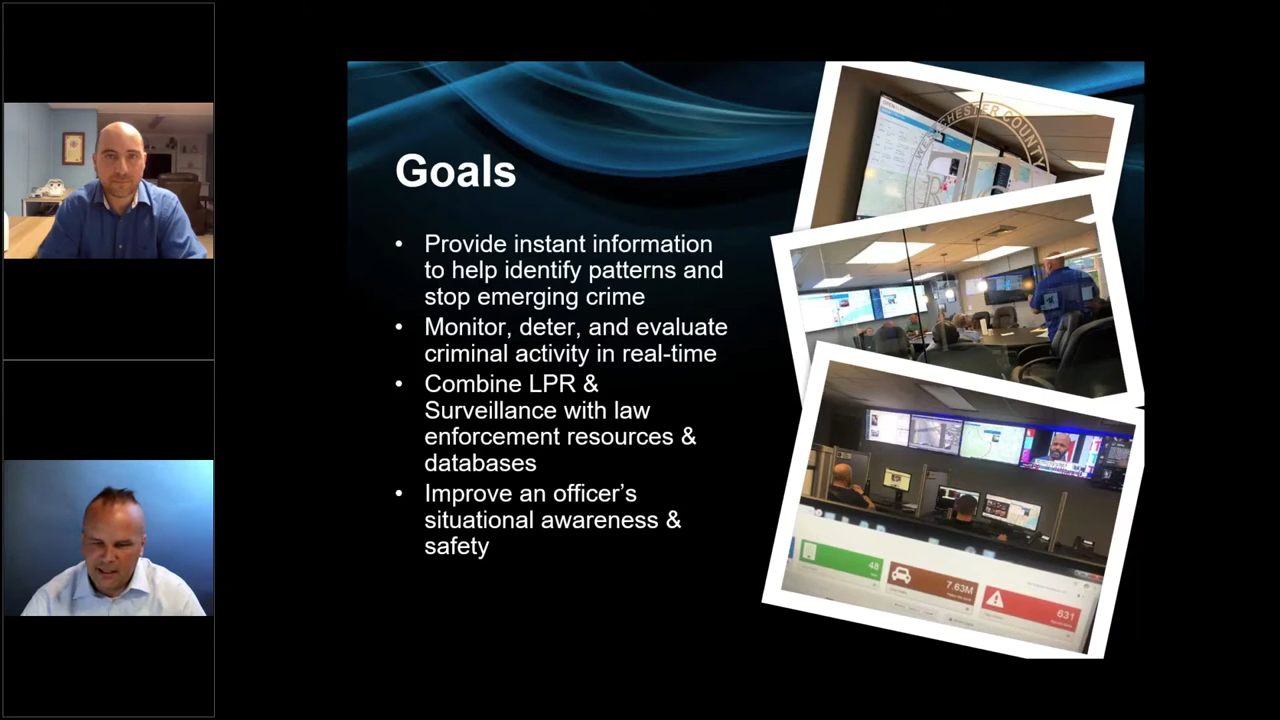 Goals
• Provide instant information
to help identify patterns and
stop emerging crime
• Monitor, deter, and evaluate
criminal activity in real-time
• Combine LPR &
Surveillance with law
enforcement resources &
databases
• Improve an officer's
situational awareness &
safety
WESTCHESTER COUNTY
48
7.63M
631